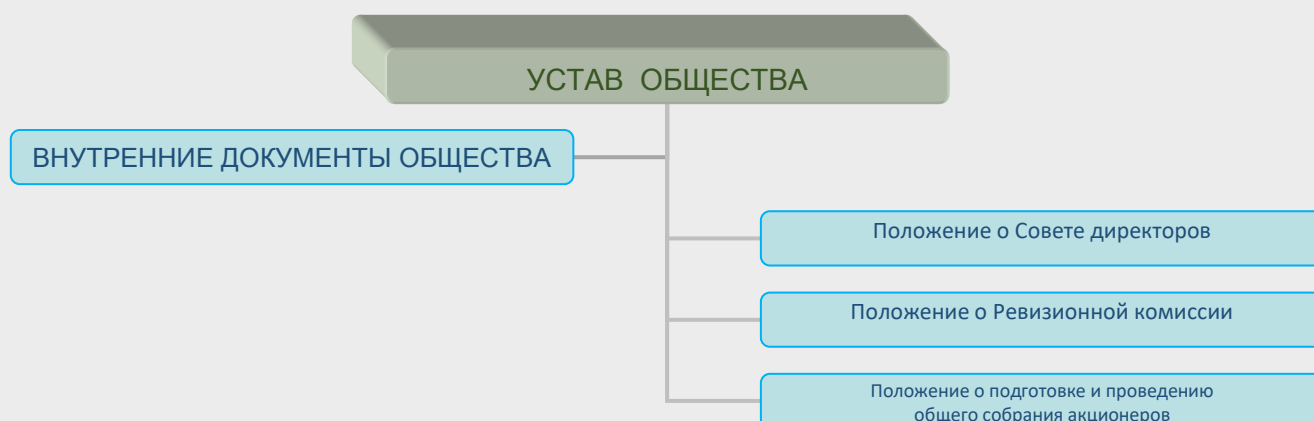 УСТАВ ОБЩЕСТВА
ВНУТРЕННИЕ ДОКУМЕНТЫ ОБЩЕСТВА
Положение о Совете директоров
Положение о Ревизионной комиссии
Положение о подготовке и проведению
общего собрания акционеров